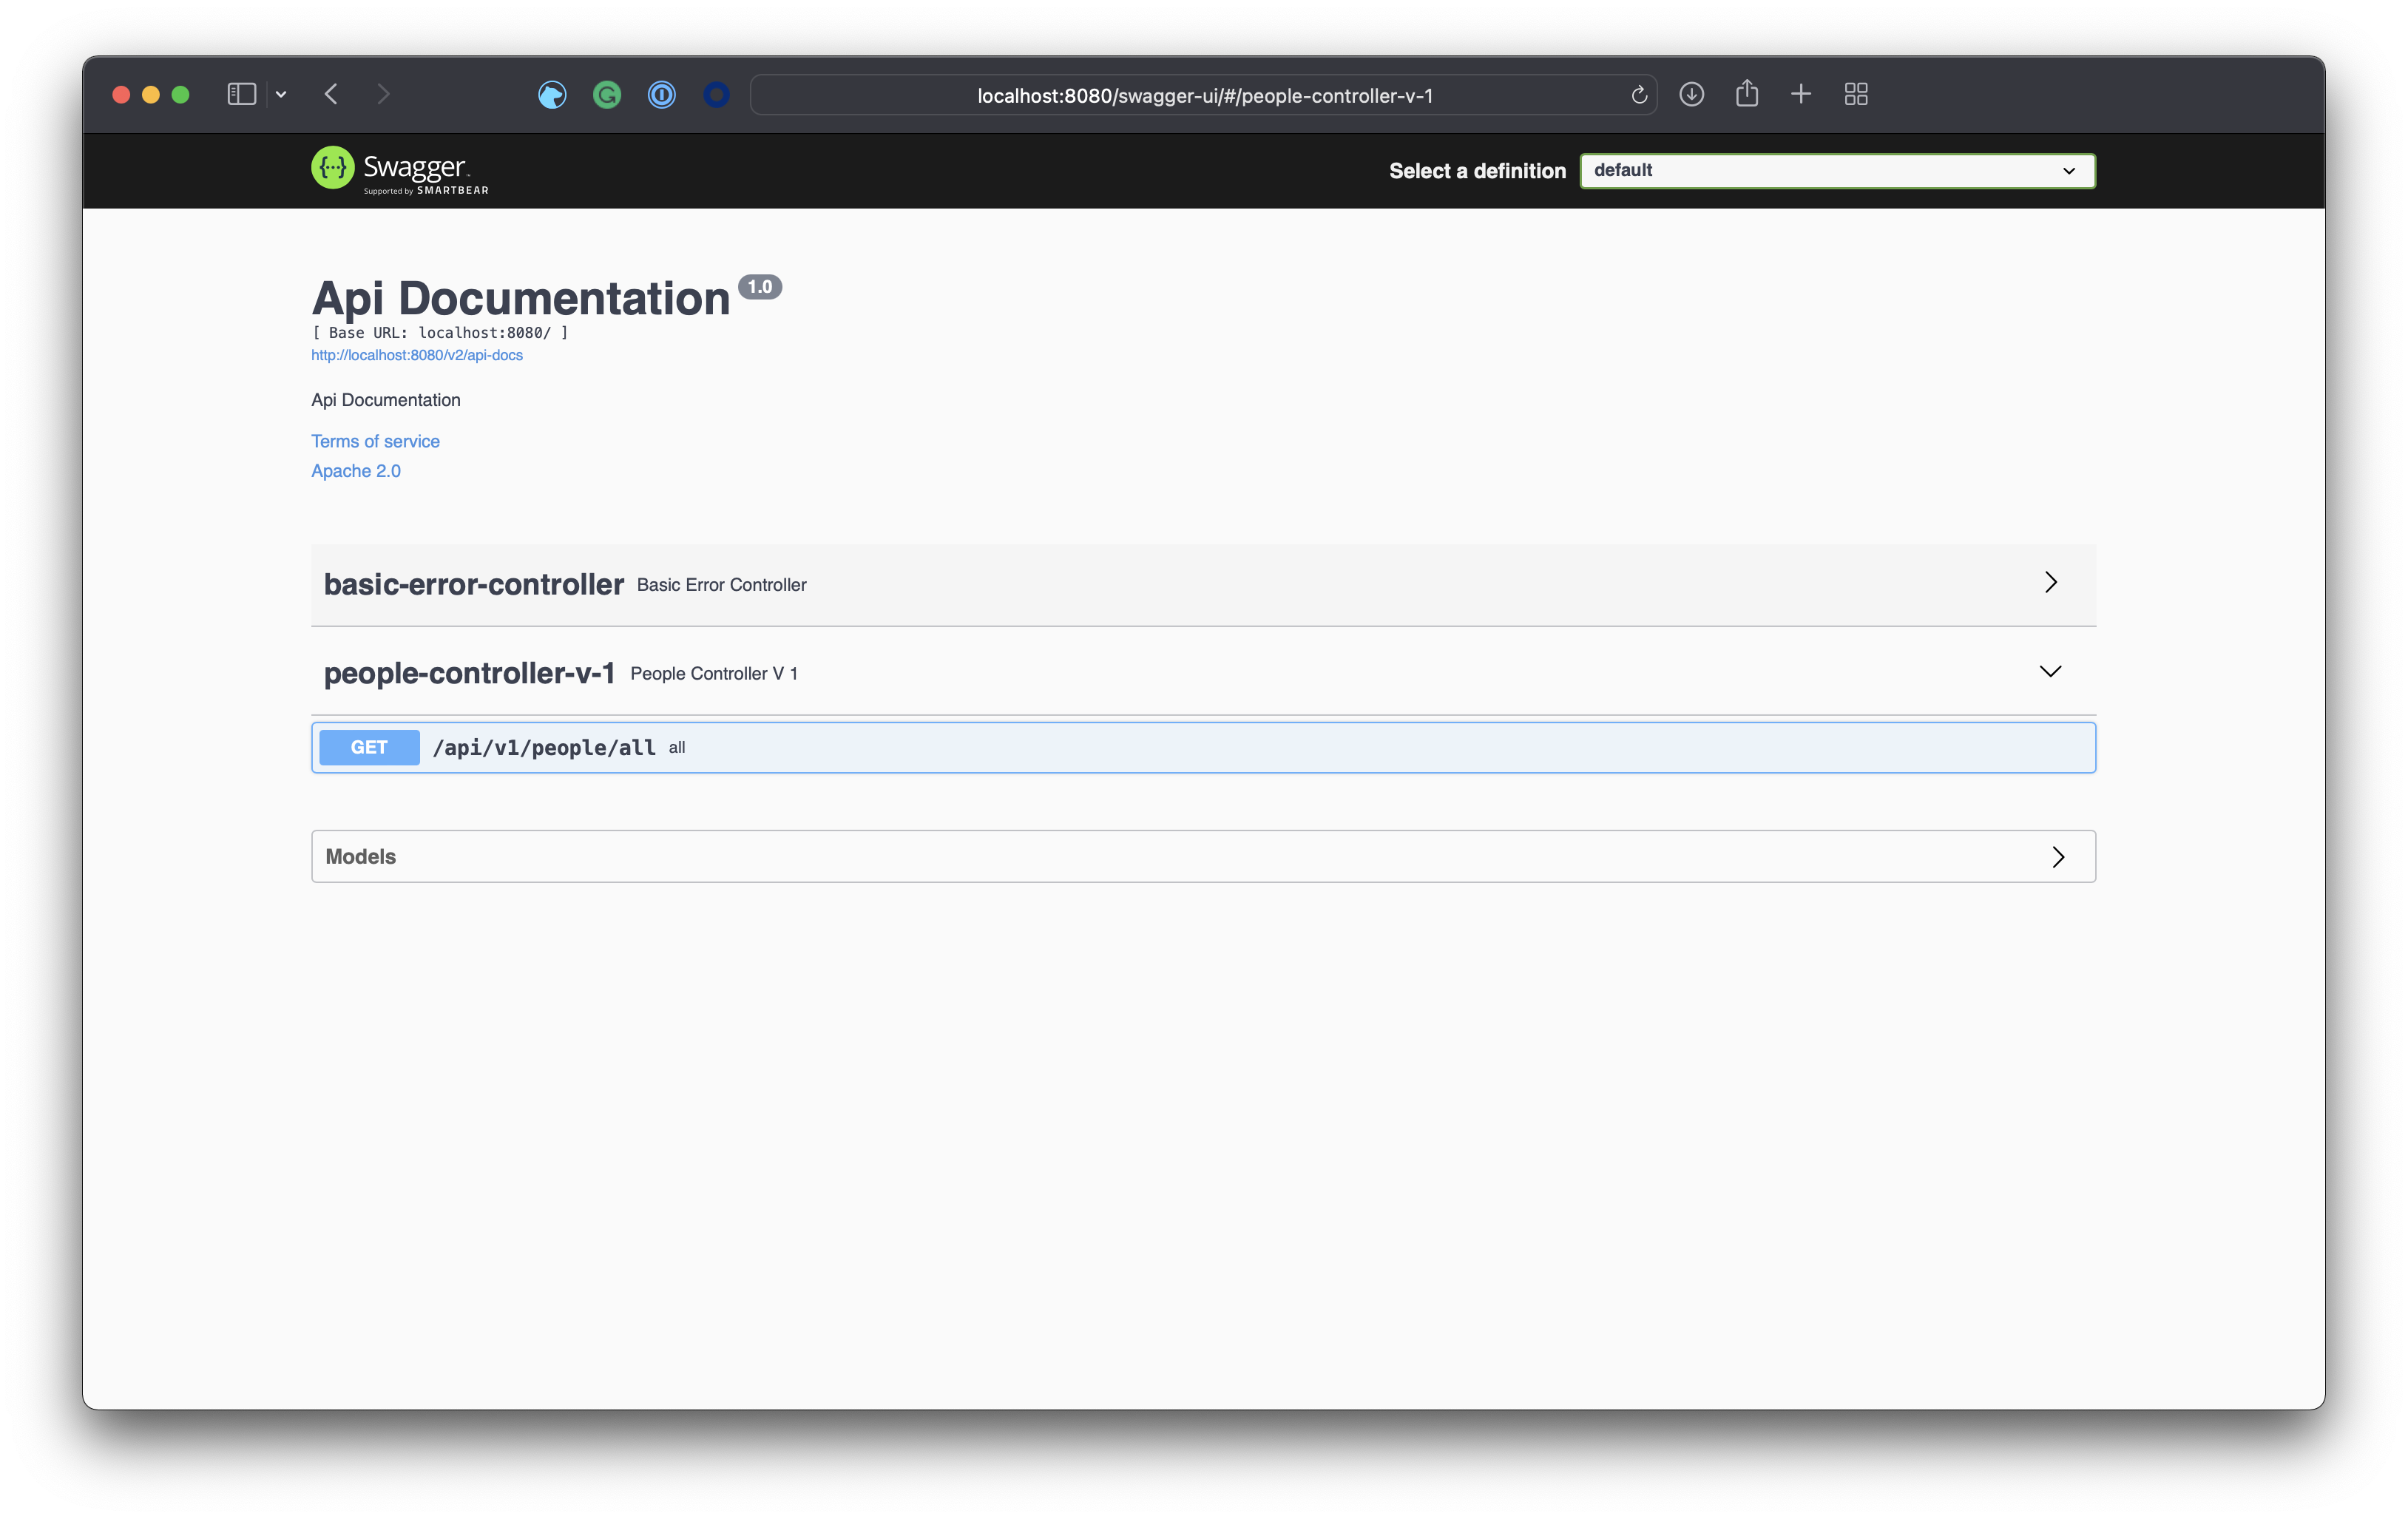 localhost:8080/swagger-ui/#/people-controller-v-1
{···} Swagger™
Supported by SMARTBEAR
Select a definition
default
Api Documentation 1.0
[ Base URL: localhost:8080/ ]
http://localhost:8080/v2/api-docs
Api Documentation
Terms of service
Apache 2.0
basic-error-controller Basic Error Controller
people-controller-v-1 People Controller V 1
GET /api/v1/people/all all
Models